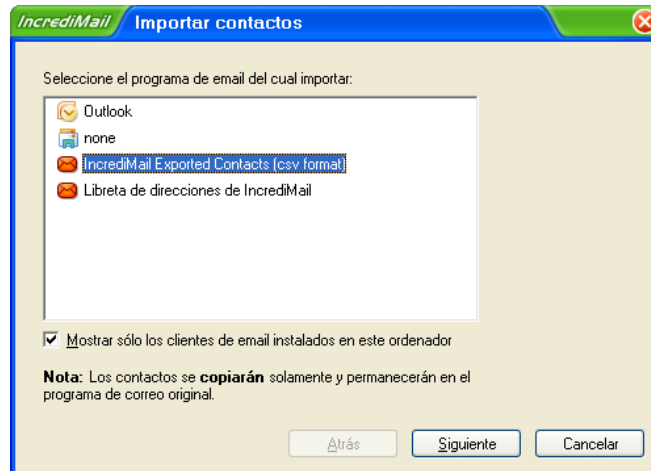 IncrediMail Importar contactos
Seleccione el programa de email del cual importar:
Outlook
none
IncrediMail Exported Contacts (csv format)
Libreta de direcciones de IncrediMail
Mostrar sólo los clientes de email instalados en este ordenador
Nota: Los contactos se copiarán solamente y permanecerán en el
programa de correo original.
Atrás Siguiente Cancelar